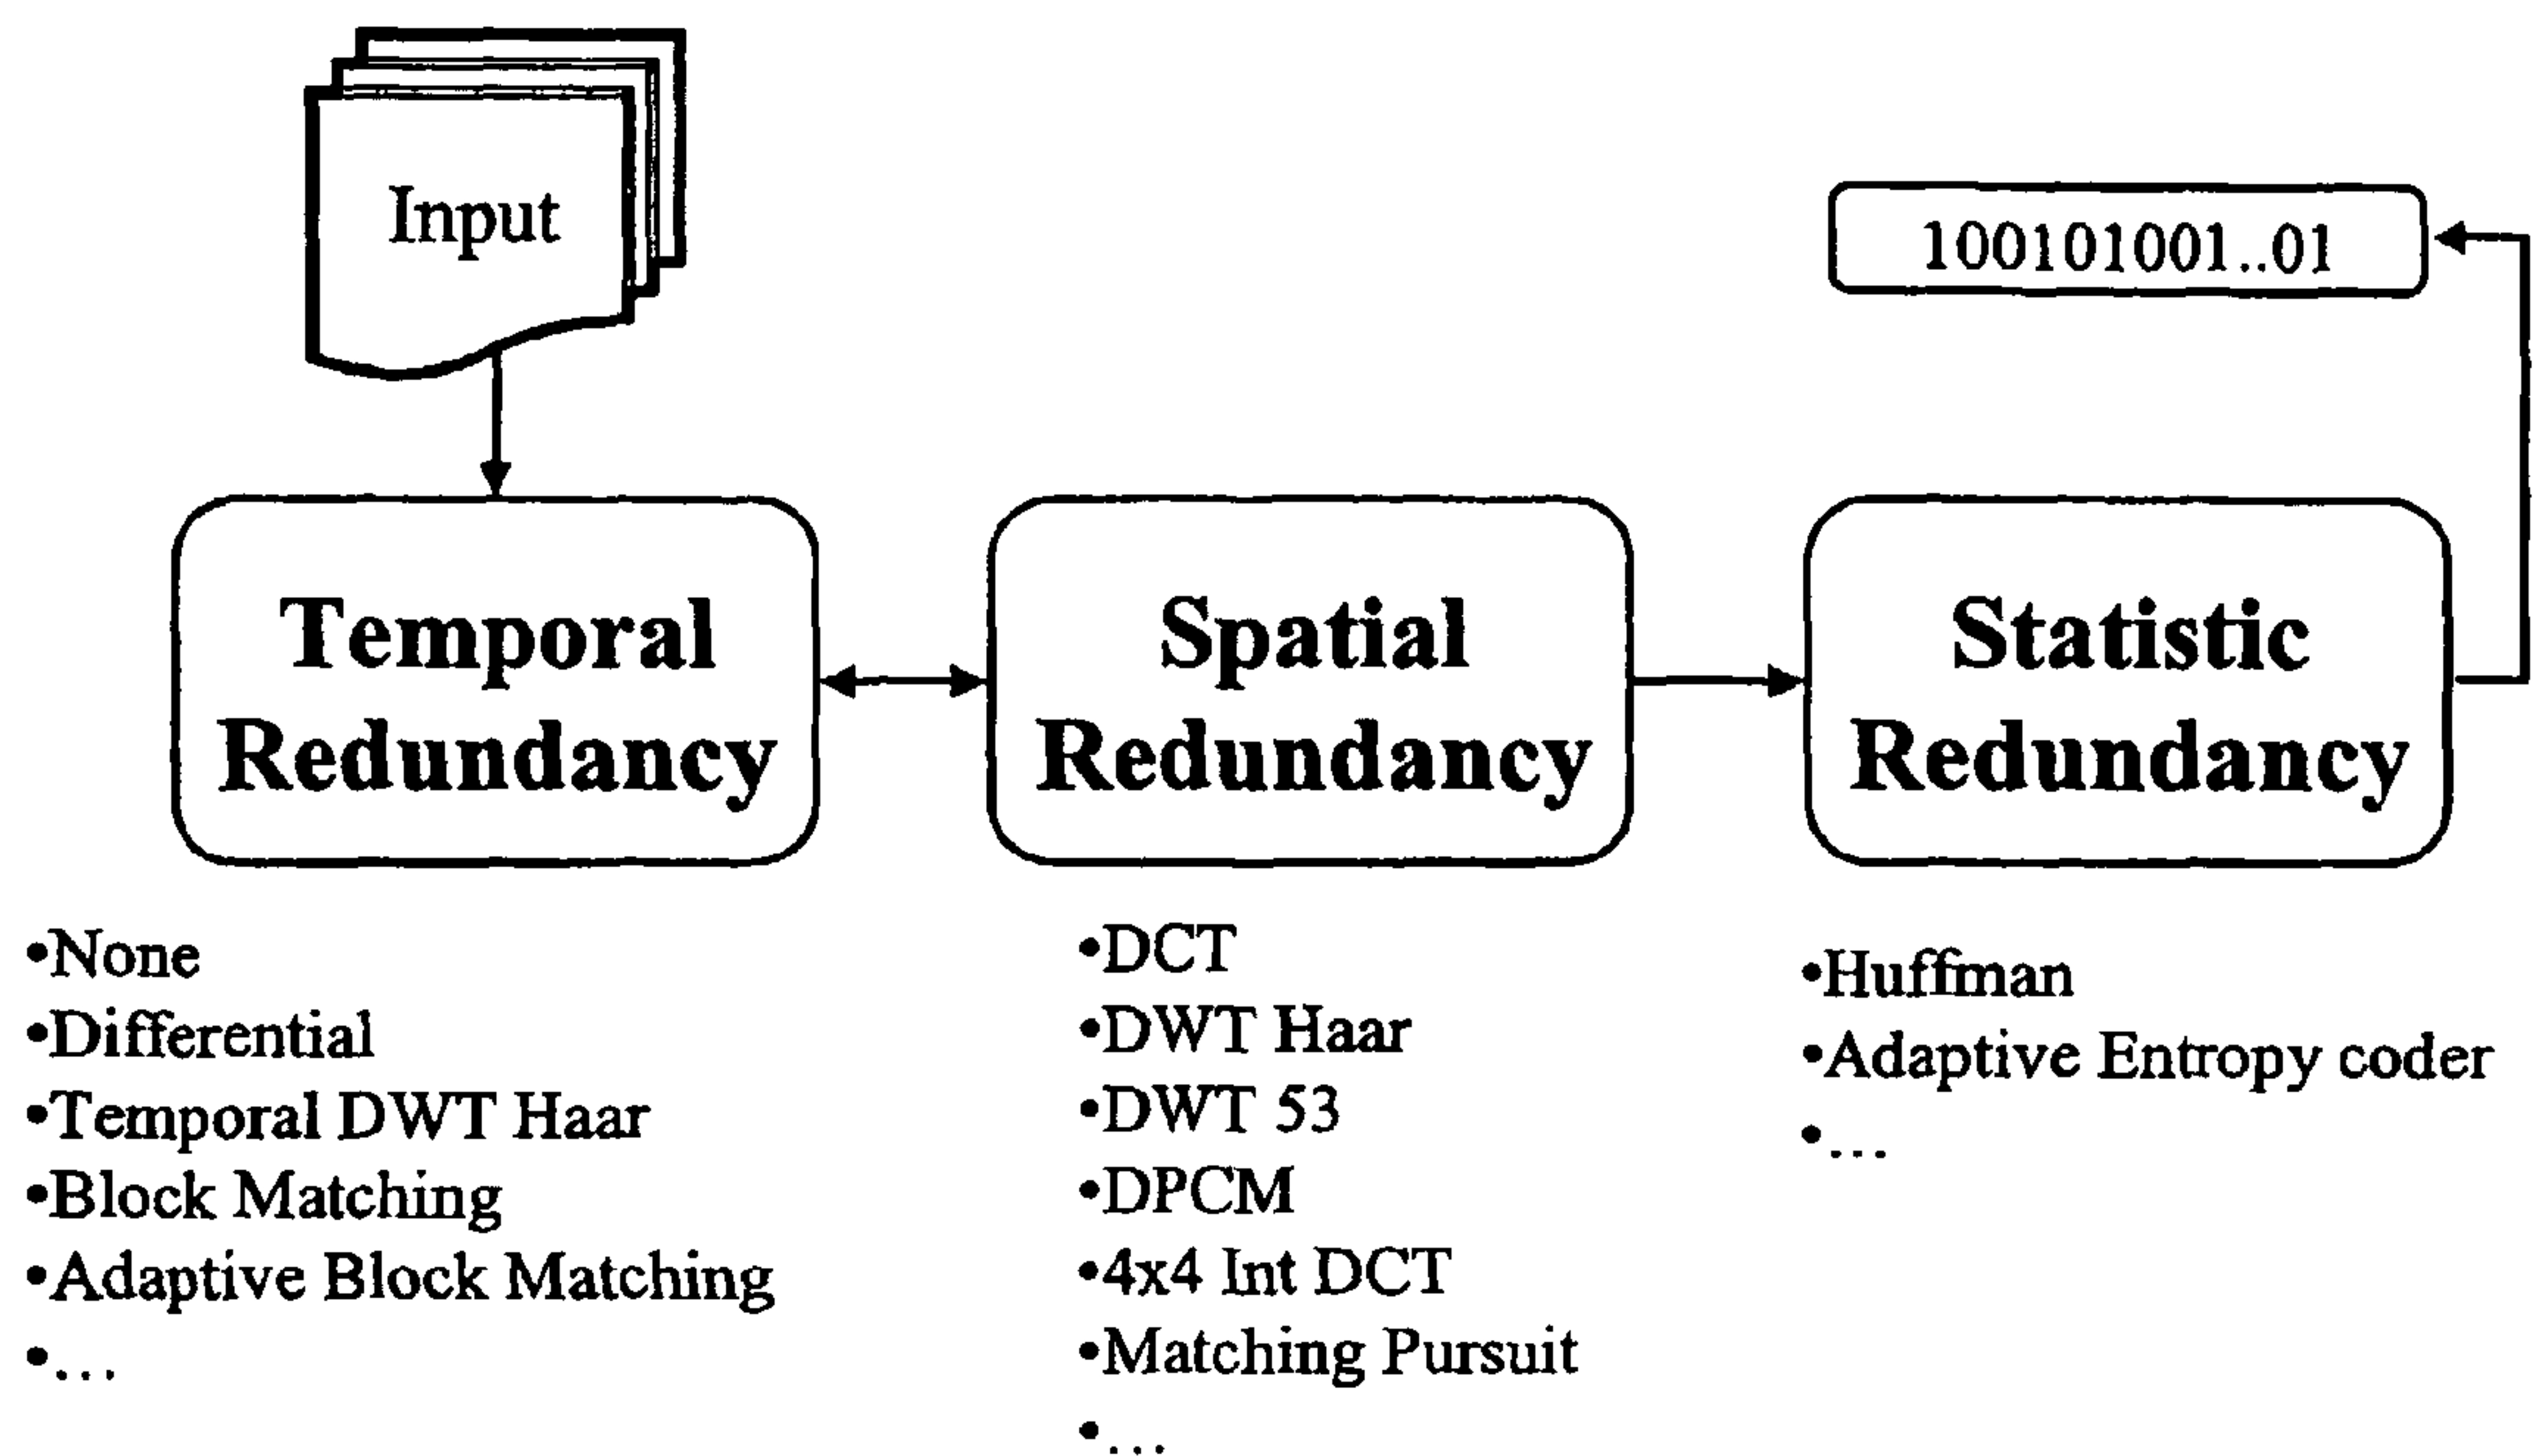 Input
100101001..01
Temporal
Redundancy
Spatial
Redundancy
Statistic
Redundancy
•None
•Differential
•Temporal DWT Haar
•Block Matching
•Adaptive Block Matching
•...
•DCT
•DWT Haar
•DWT 53
•DPCM
•4x4 Int DCT
•Matching Pursuit
•...
•Huffman
•Adaptive Entropy coder
•...